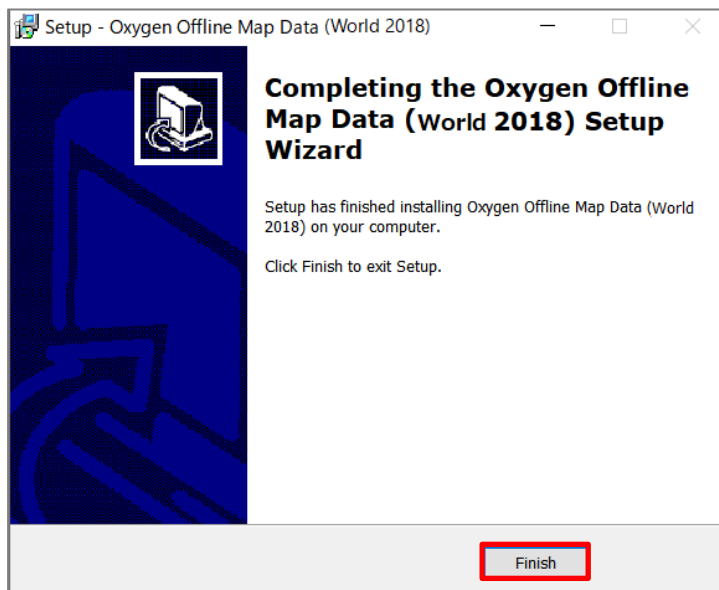 Setup - Oxygen Offline Map Data (World 2018)
Completing the Oxygen Offline
Map Data (World 2018) Setup
Wizard
Setup has finished installing Oxygen Offline Map Data (World
2018) on your computer.
Click Finish to exit Setup.
Finish